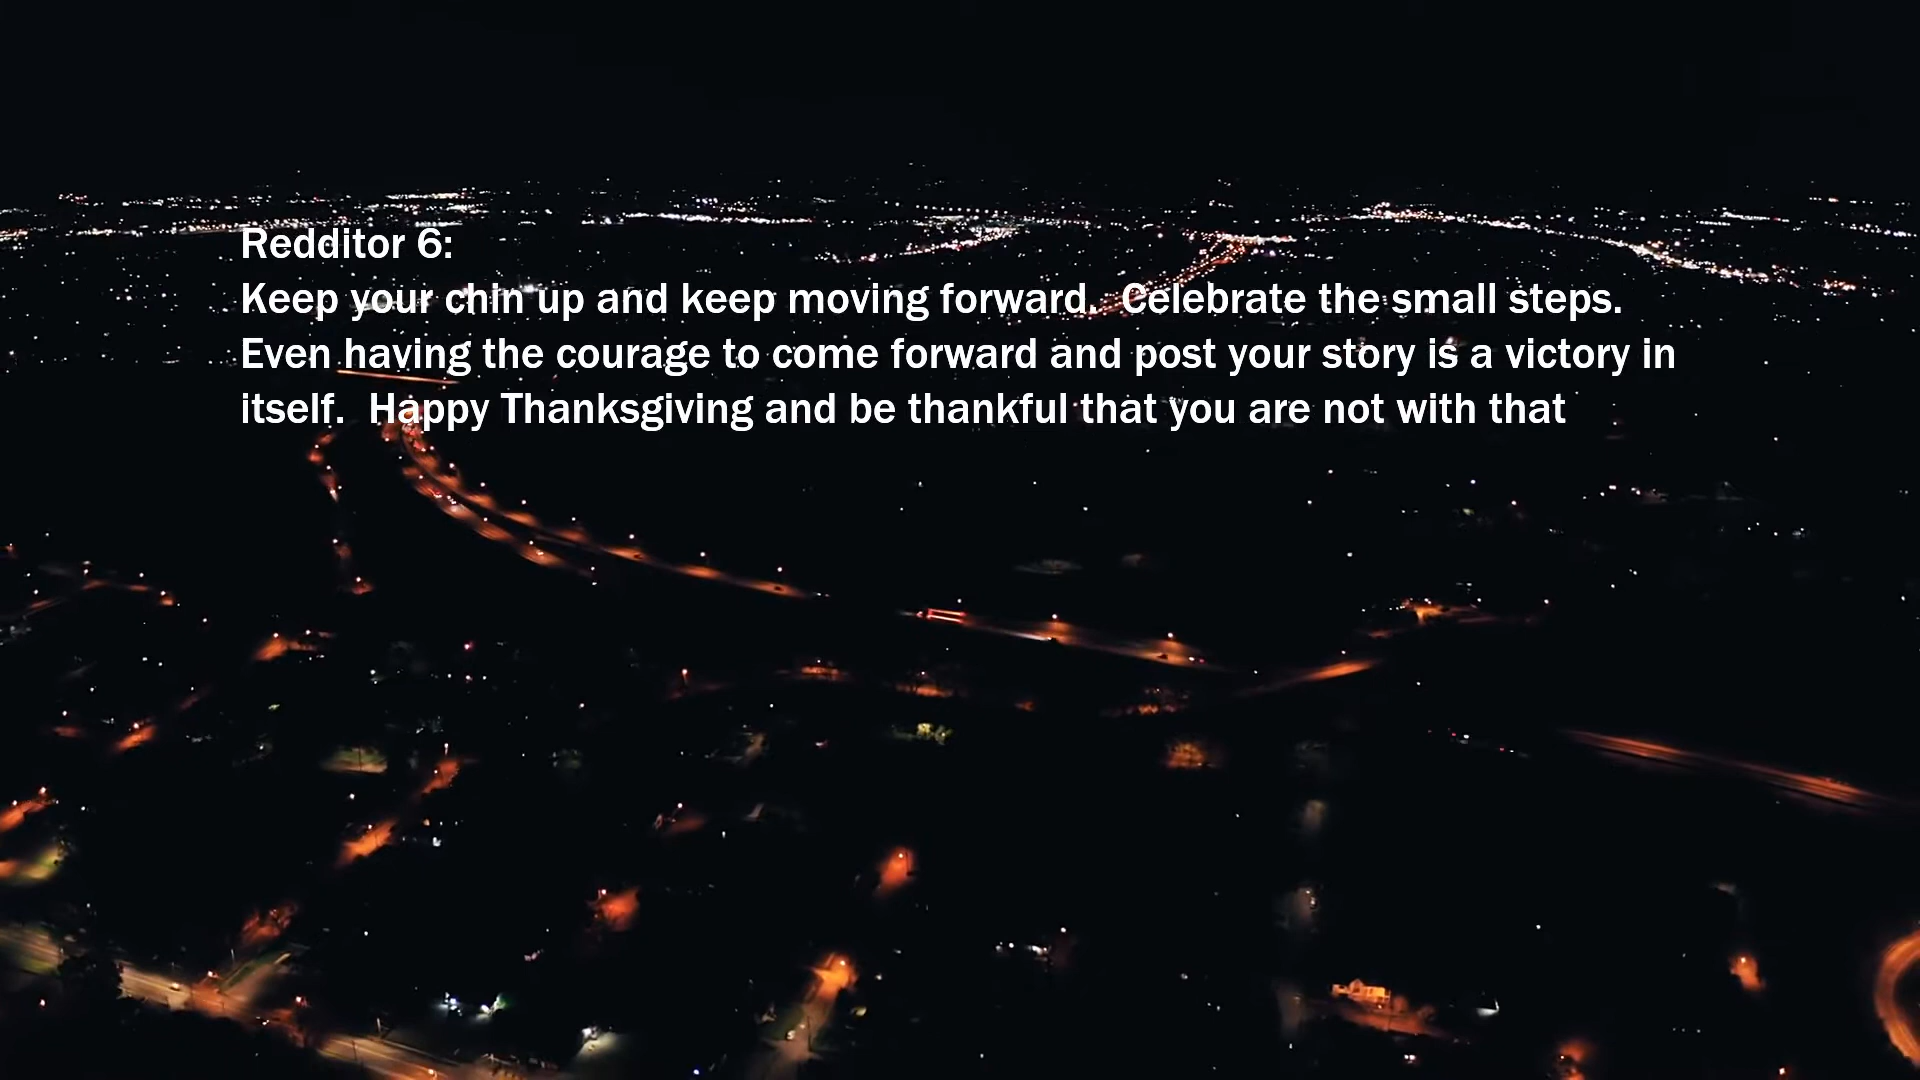 Redditor 6:
Keep your chin up and keep moving forward.  Celebrate the small steps.
Even having the courage to come forward and post your story is a victory in
itself.  Happy Thanksgiving and be thankful that you are not with that